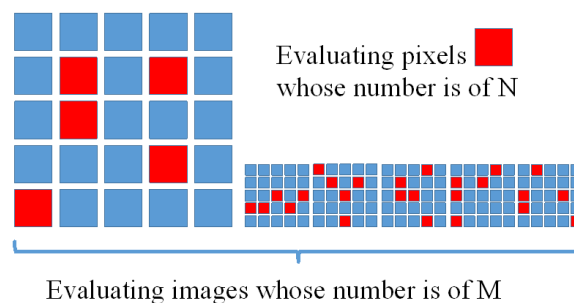 Evaluating pixels
whose number is of N
Evaluating images whose number is of M